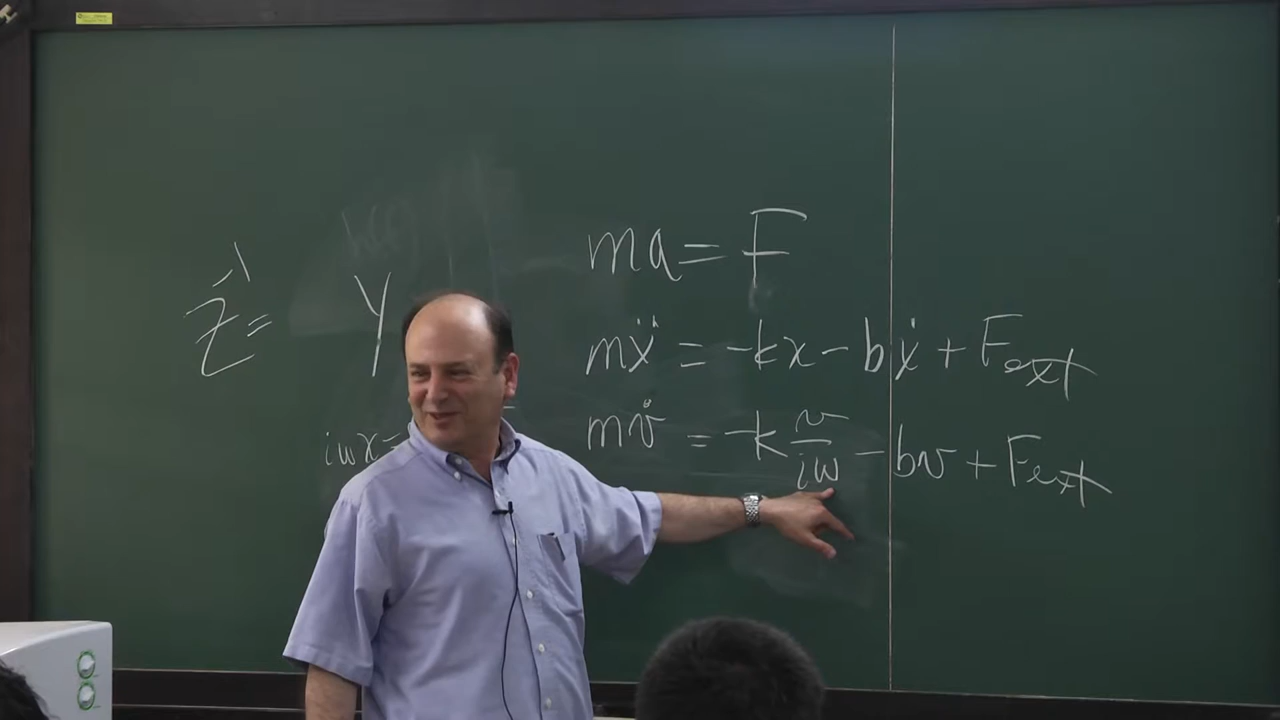 ma = F
Z = Y
mẍ = -kx - bẋ + Fext
iωx =
mv̇ = -k v/iω - bv + Fext